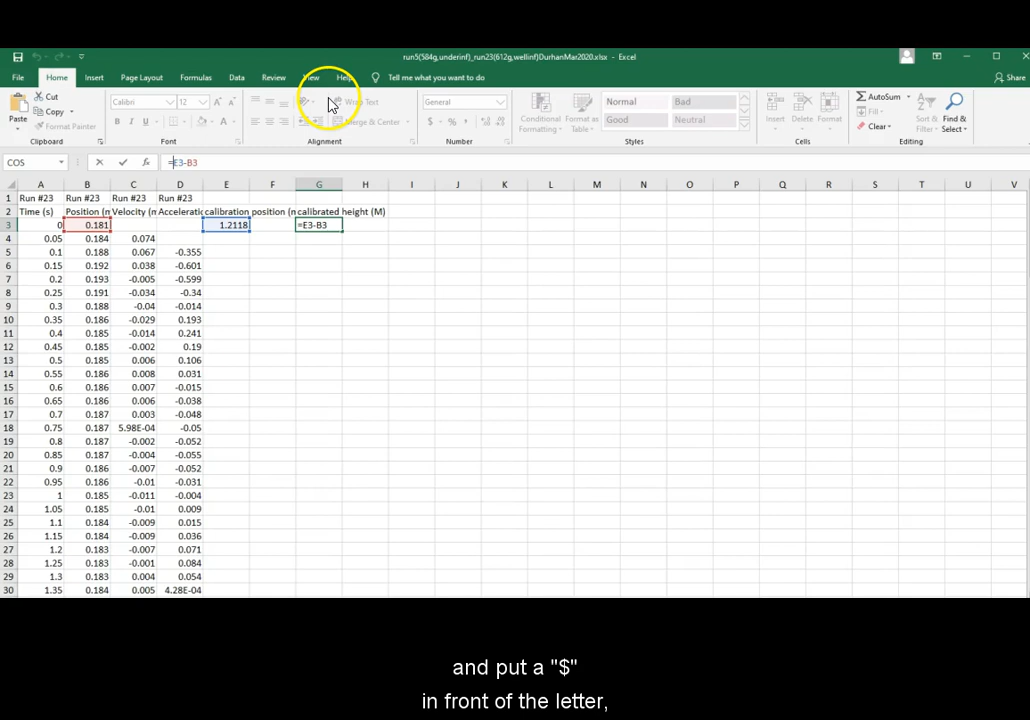 run5(584g,underinf)_run23(612g,wellinf)DurhanMar2020.xlsx - Excel
File Home Insert Page Layout Formulas Data Review View Help Tell me what you want to do Share
Paste
Cut
Copy
Format Painter
Clipboard
Calibri 12
B I U
Font
Wrap Text
Merge & Center
Alignment
General
$ % ,
Number
Conditional Formatting
Format as Table
Normal Bad
Good Neutral
Styles
Insert Delete Format
Cells
AutoSum
Fill
Clear
Sort & Filter
Find & Select
Editing
COS fx =E3-B3
A B C D E F G H I J K L M N O P Q R S T U V
1 Run #23 Run #23 Run #23 Run #23
2 Time (s) Position (m Velocity (m Acceleratic calibration position (m calibrated height (M)
3 0 0.181 1.2118 =E3-B3
4 0.05 0.184 0.074
5 0.1 0.188 0.067 -0.355
6 0.15 0.192 0.038 -0.601
7 0.2 0.193 -0.005 -0.599
8 0.25 0.191 -0.034 -0.34
9 0.3 0.188 -0.04 -0.014
10 0.35 0.186 -0.029 0.193
11 0.4 0.185 -0.014 0.241
12 0.45 0.185 -0.002 0.19
13 0.5 0.185 0.006 0.106
14 0.55 0.186 0.008 0.031
15 0.6 0.187 0.007 -0.015
16 0.65 0.186 0.006 -0.038
17 0.7 0.187 0.003 -0.048
18 0.75 0.187 5.98E-04 -0.05
19 0.8 0.187 -0.002 -0.052
20 0.85 0.187 -0.004 -0.055
21 0.9 0.186 -0.007 -0.052
22 0.95 0.186 -0.01 -0.031
23 1 0.185 -0.011 -0.004
24 1.05 0.185 -0.01 0.009
25 1.1 0.184 -0.009 0.015
26 1.15 0.184 -0.009 0.036
27 1.2 0.183 -0.007 0.071
28 1.25 0.183 -0.001 0.084
29 1.3 0.183 0.004 0.054
30 1.35 0.184 0.005 4.28E-04
and put a "$"
in front of the letter,